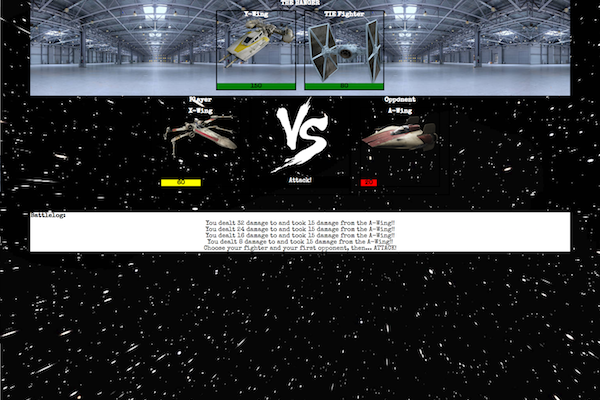 THE HANGER
Y-Wing
TIE Fighter
150
80
Player
Opponent
X-Wing
A-Wing
VS
60
Attack!
Battlelog:
You dealt 32 damage to and took 15 damage from the A-Wing!!
You dealt 24 damage to and took 15 damage from the A-Wing!!
You dealt 16 damage to and took 15 damage from the A-Wing!!
You dealt 8 damage to and took 15 damage from the A-Wing!!
Choose your fighter and your first opponent, then... ATTACK!